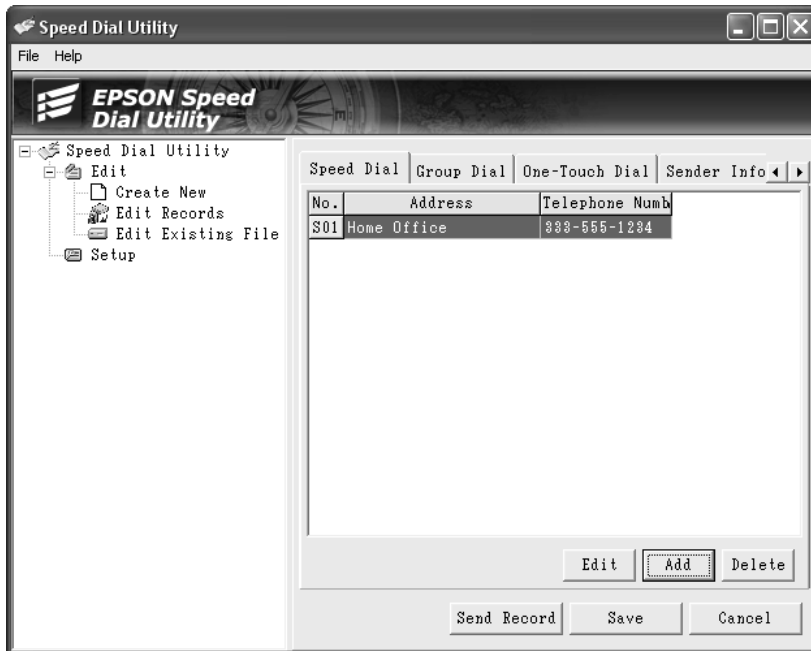 Speed Dial Utility
File Help
EPSON Speed
Dial Utility
Speed Dial Utility
Edit
Create New
Edit Records
Edit Existing File
Setup
Speed Dial Group Dial One-Touch Dial Sender Info
No. Address Telephone Numb
S01 Home Office 333-555-1234
Edit Add Delete
Send Record Save Cancel